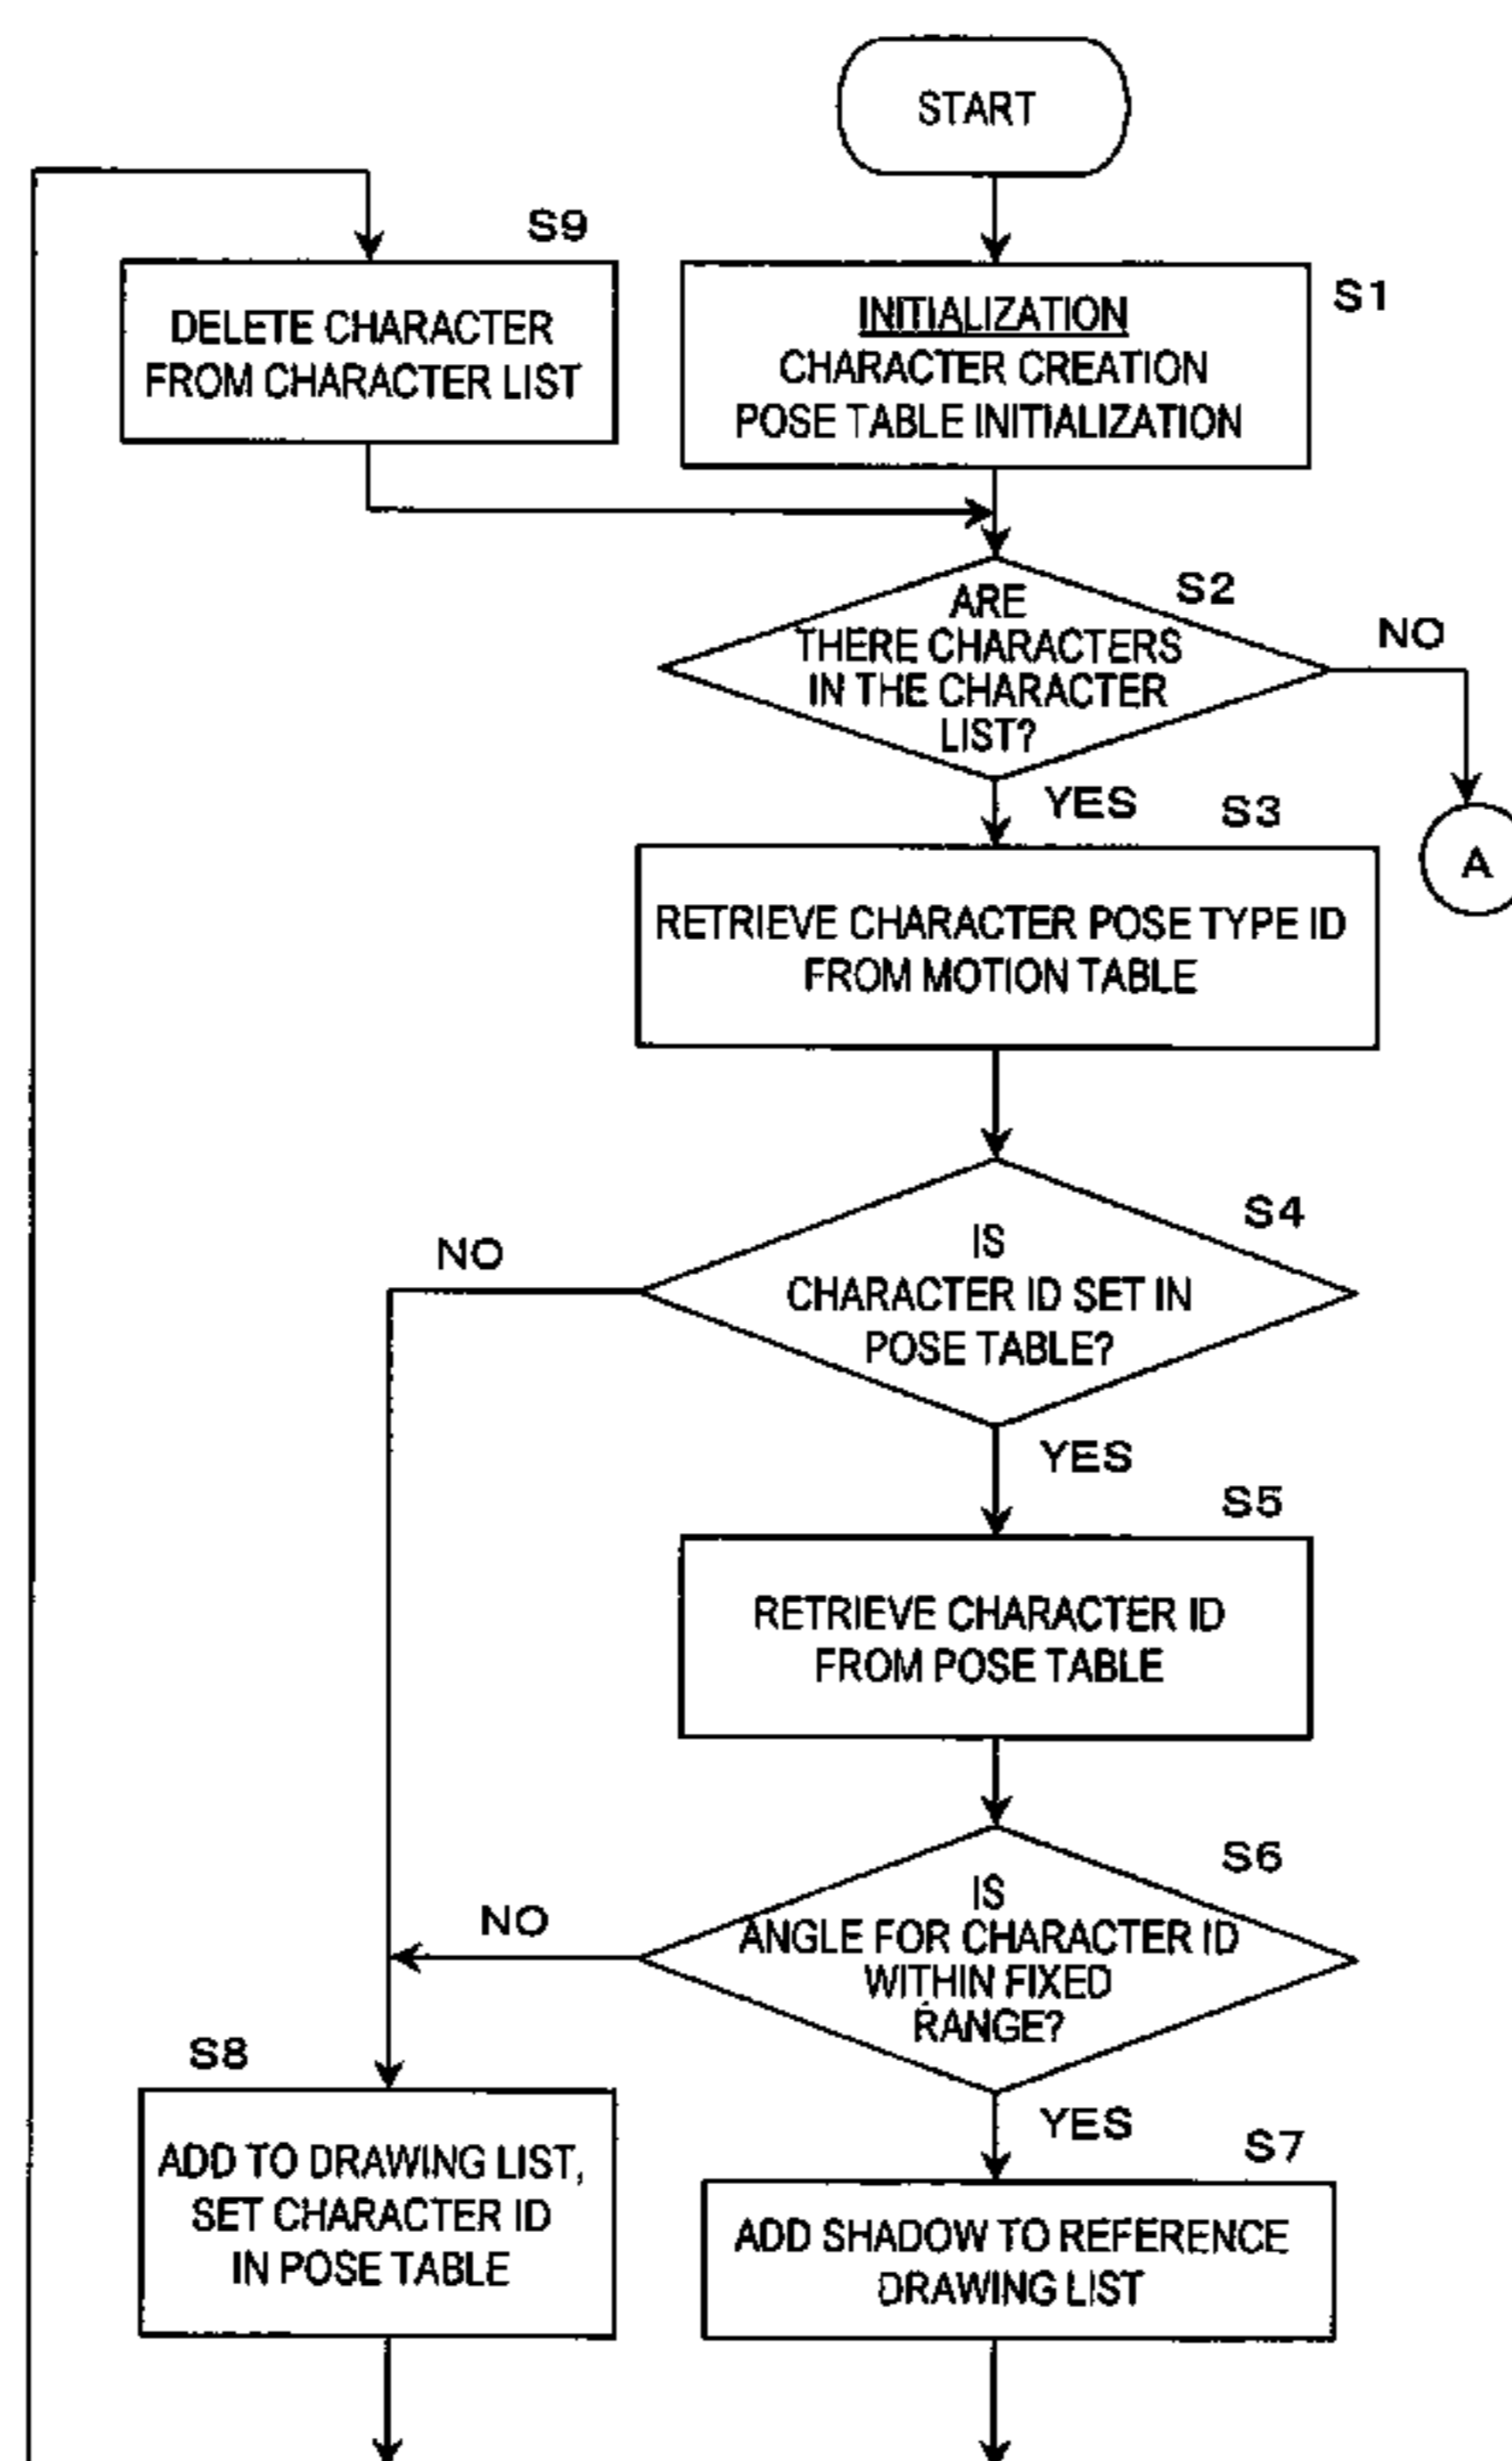 START
S9
DELETE CHARACTER
FROM CHARACTER LIST
S1
INITIALIZATION
CHARACTER CREATION
POSE TABLE INITIALIZATION
S2
ARE
THERE CHARACTERS
IN THE CHARACTER
LIST?
NO
YES
A
S3
RETRIEVE CHARACTER POSE TYPE ID
FROM MOTION TABLE
S4
IS
CHARACTER ID SET IN
POSE TABLE?
NO
YES
S5
RETRIEVE CHARACTER ID
FROM POSE TABLE
S6
IS
ANGLE FOR CHARACTER ID
WITHIN FIXED
RANGE?
NO
YES
S8
ADD TO DRAWING LIST,
SET CHARACTER ID
IN POSE TABLE
S7
ADD SHADOW TO REFERENCE
DRAWING LIST